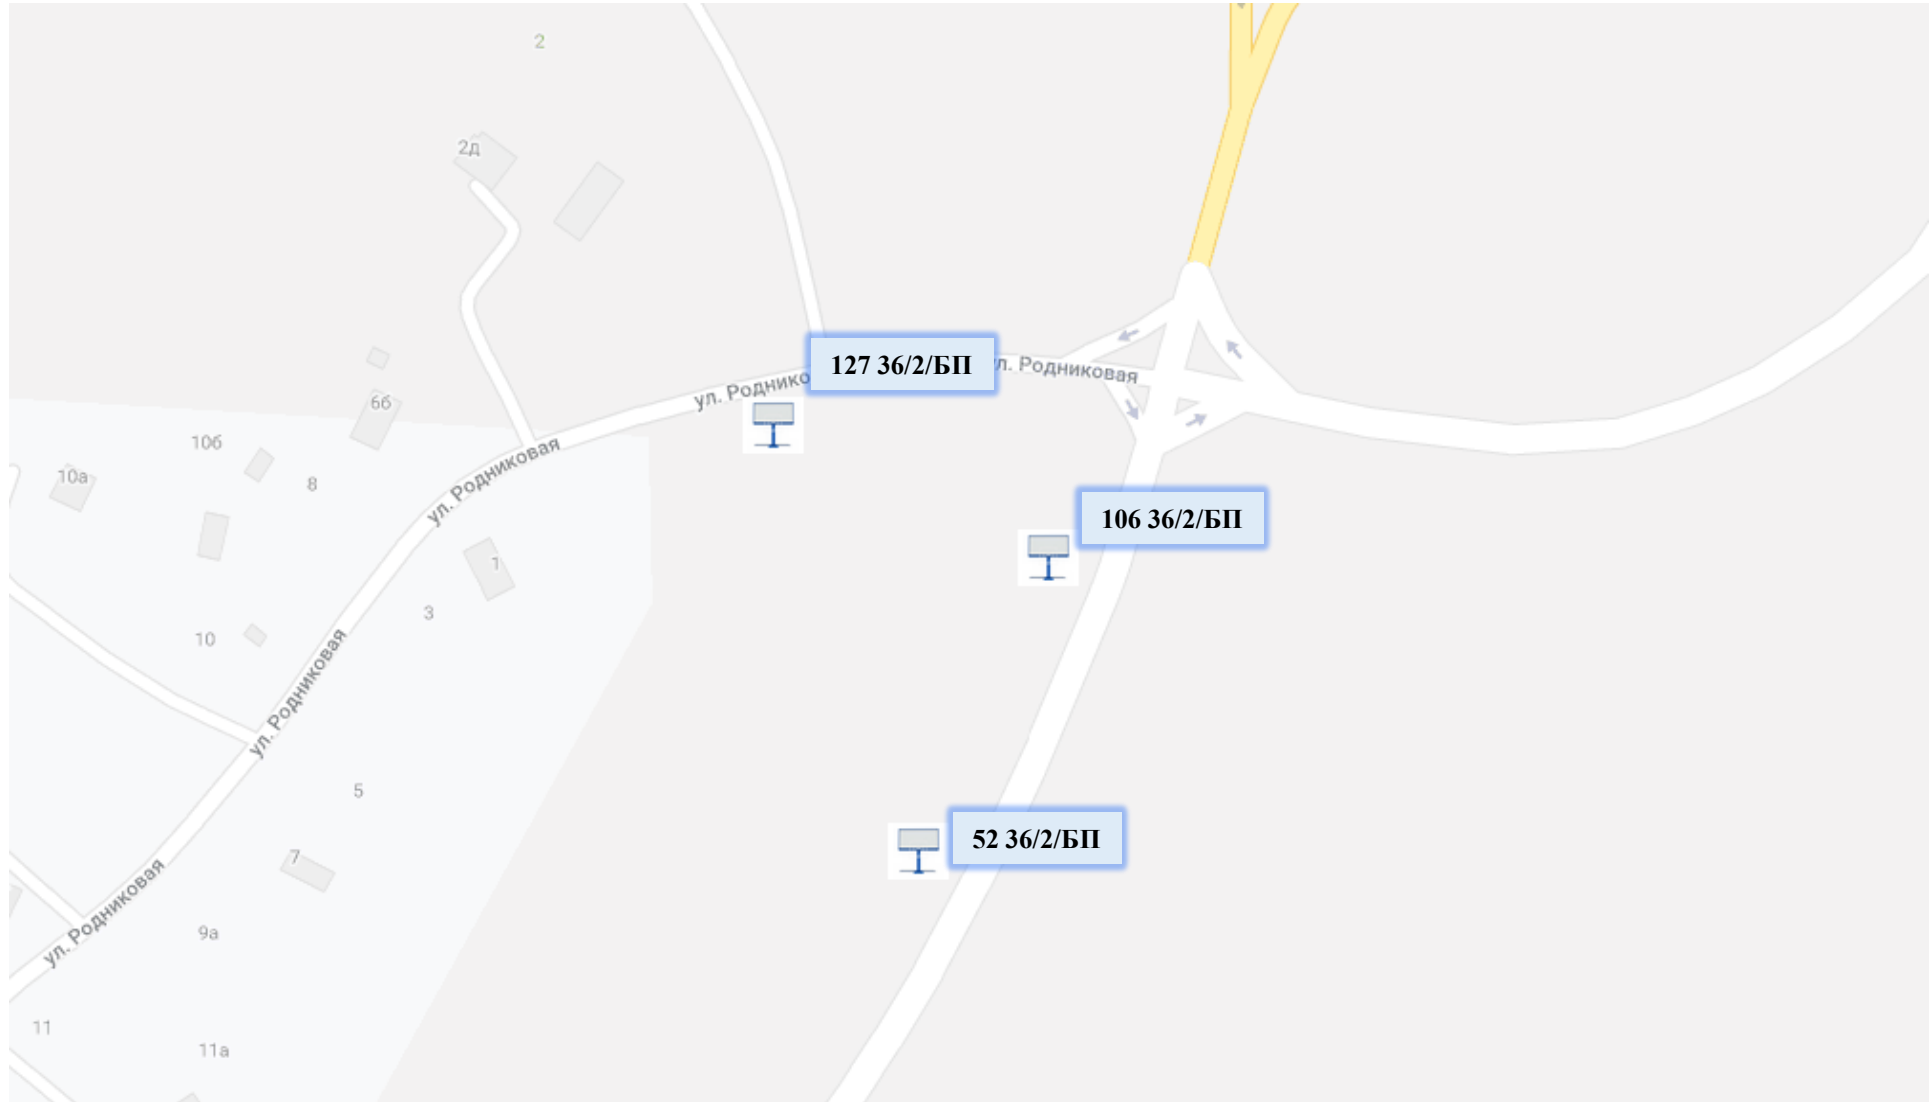 2
2д
127 36/2/БП
ул. Родниковая
ул. Роднико
6б
10б
ул. Родниковая
10а
8
106 36/2/БП
1
3
10
ул. Родниковая
5
52 36/2/БП
7
ул. Родниковая
9а
11
11а